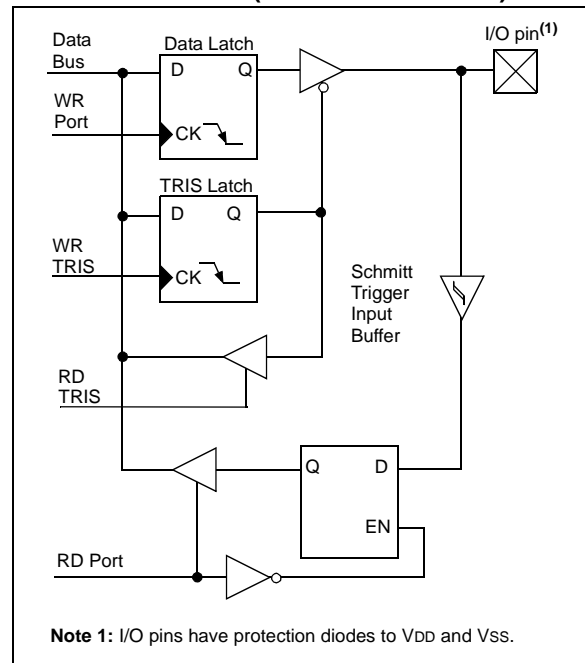 Data
Bus
Data Latch
I/O pin(1)
D
Q
WR
Port
CK
TRIS Latch
D
Q
WR
TRIS
CK
Schmitt
Trigger
Input
Buffer
RD
TRIS
Q
D
EN
RD Port
Note 1: I/O pins have protection diodes to VDD and VSS.